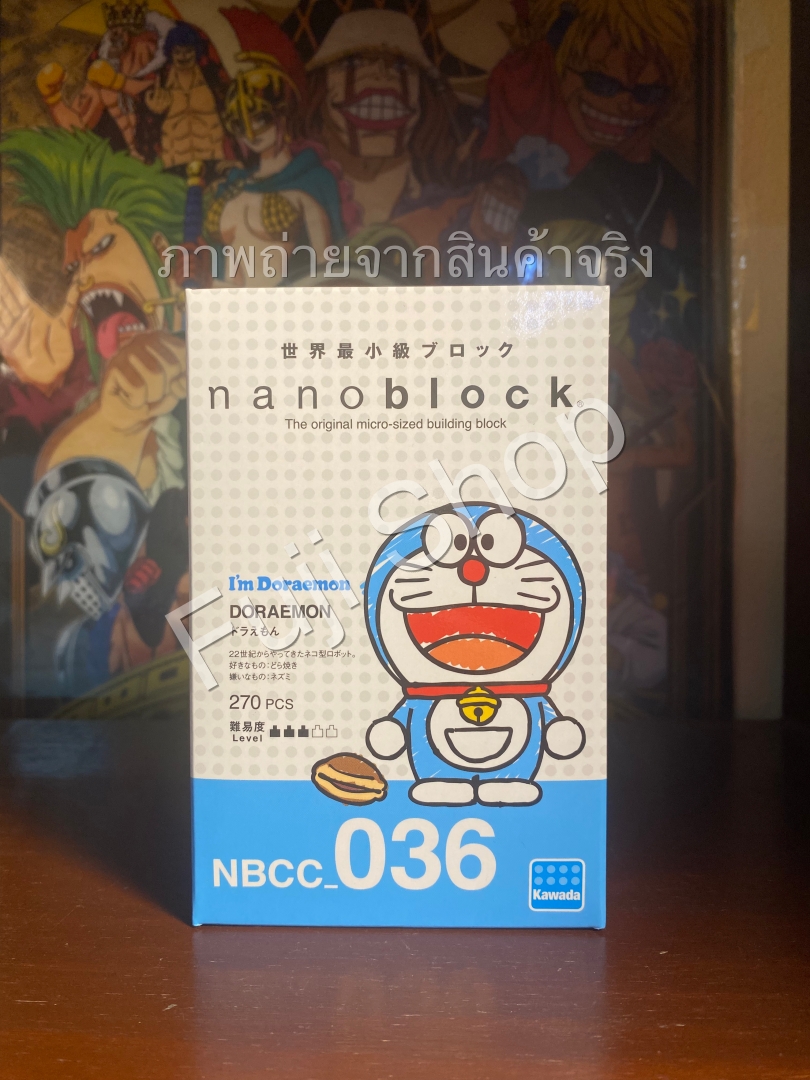 ภาพถ่ายจากสินค้าจริง
世界最小級ブロック
nanoblock®
The original micro-sized building block
Fuji Shop
I'm Doraemon
DORAEMON
ドラえもん
22世紀からやってきたネコ型ロボット。
好きなもの:どら焼き
嫌いなもの:ネズミ
270 PCS
難易度
Level
NBCC_036
Kawada